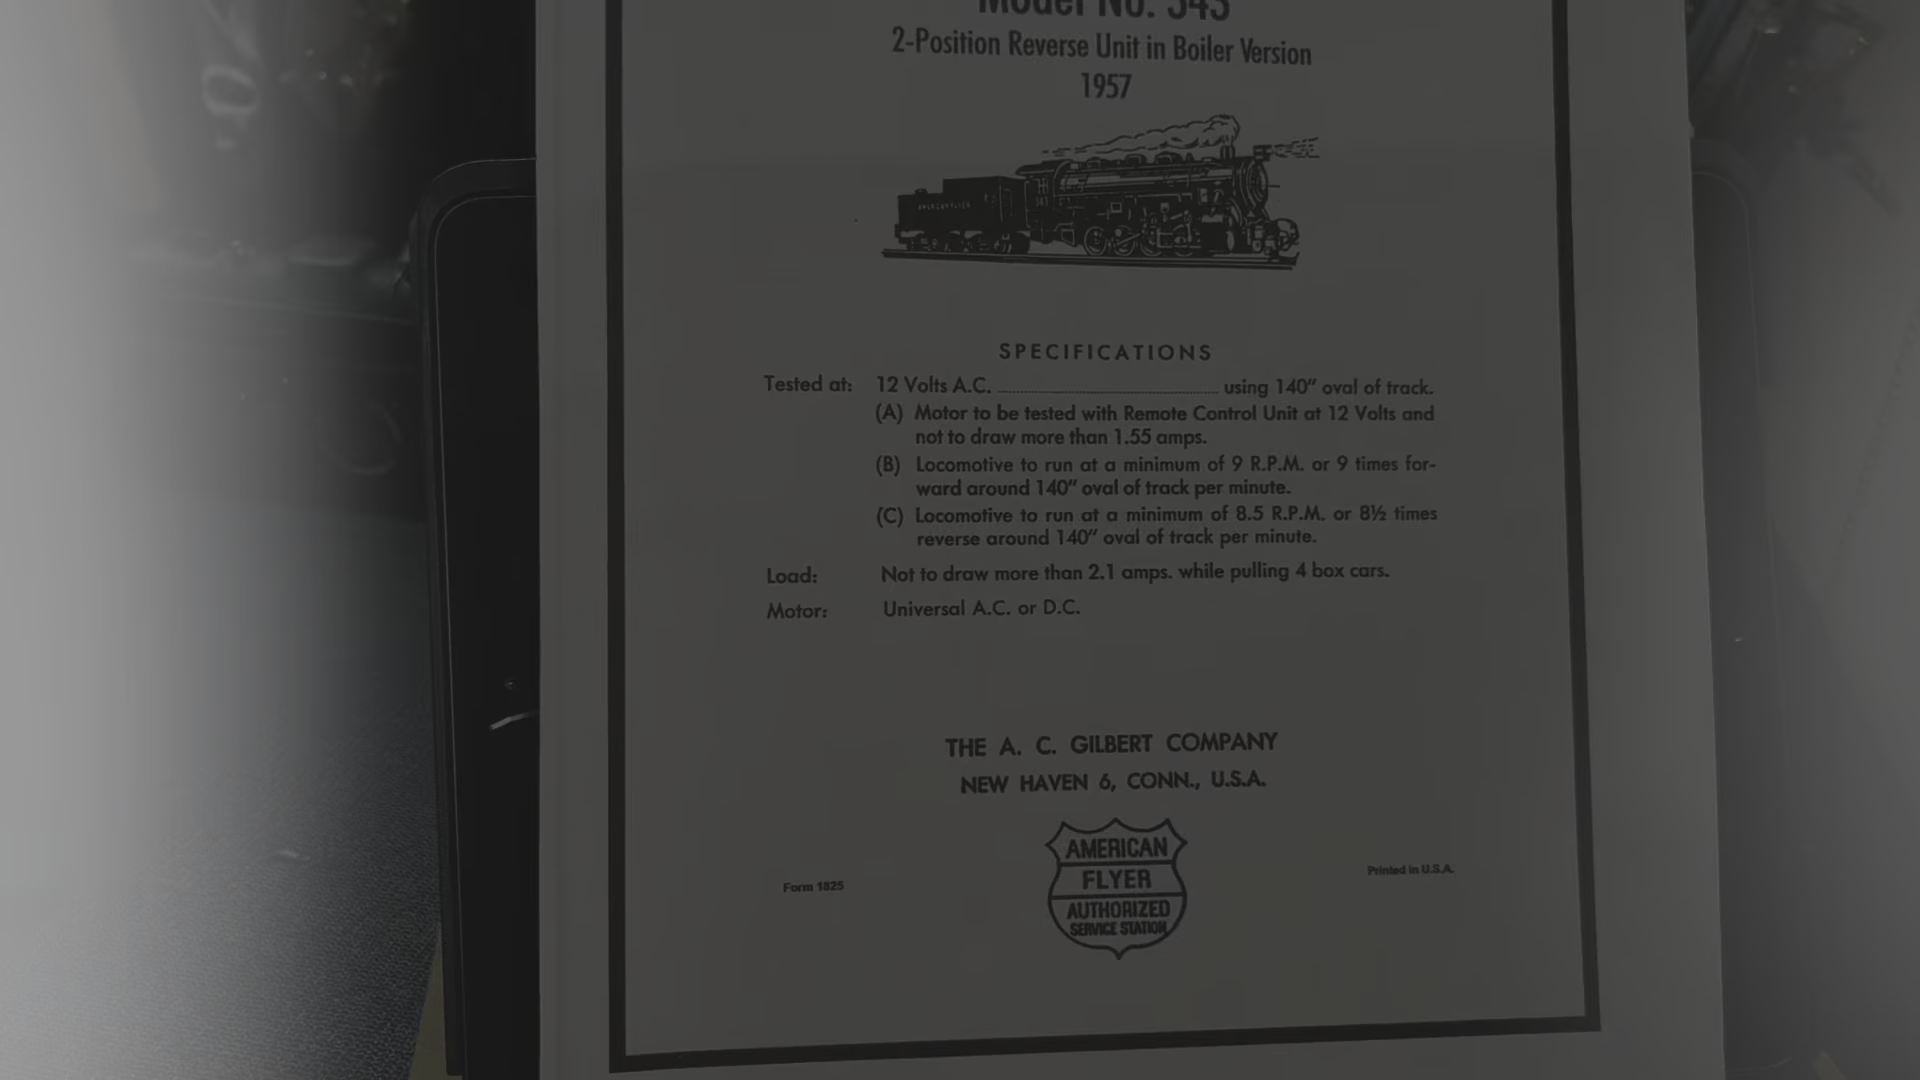 Model No. 343
2-Position Reverse Unit in Boiler Version
1957
SPECIFICATIONS
Tested at: 12 Volts A.C. ........................ using 140" oval of track.
(A) Motor to be tested with Remote Control Unit at 12 Volts and
not to draw more than 1.55 amps.
(B) Locomotive to run at a minimum of 9 R.P.M. or 9 times for-
ward around 140" oval of track per minute.
(C) Locomotive to run at a minimum of 8.5 R.P.M. or 8½ times
reverse around 140" oval of track per minute.
Load: Not to draw more than 2.1 amps. while pulling 4 box cars.
Motor: Universal A.C. or D.C.
THE A. C. GILBERT COMPANY
NEW HAVEN 6, CONN., U.S.A.
AMERICAN
FLYER
AUTHORIZED
SERVICE STATION
Form 1825
Printed in U.S.A.